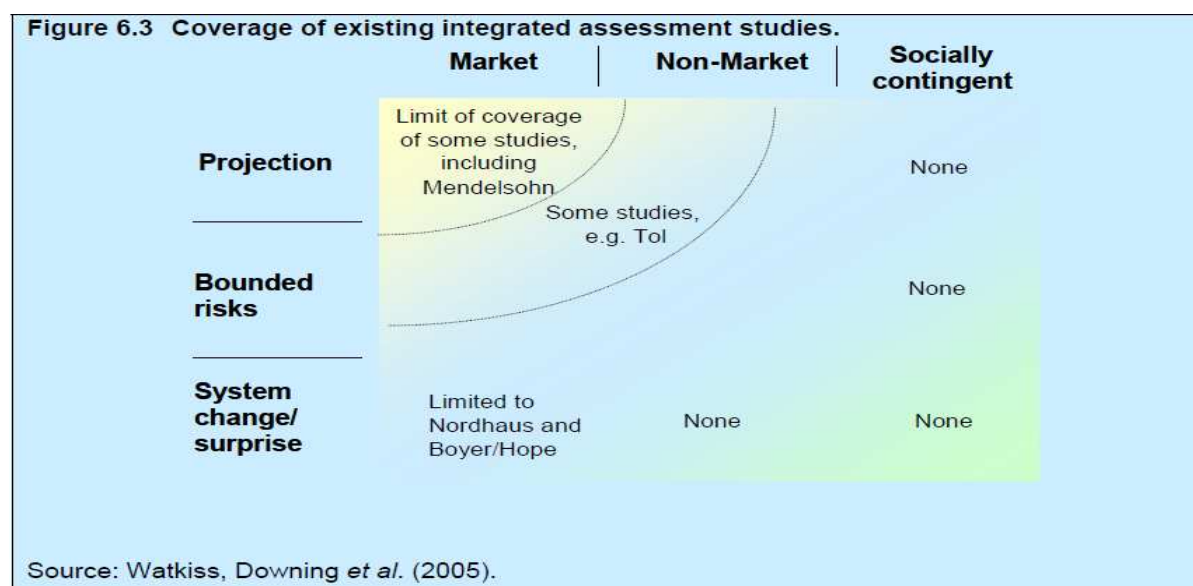 Figure 6.3 Coverage of existing integrated assessment studies.
Market
Non-Market
Socially
contingent
Projection
Limit of coverage
of some studies,
including
Mendelsohn
None
Some studies,
e.g. Tol
Bounded
risks
None
System
change/
surprise
Limited to
Nordhaus and
Boyer/Hope
None
None
Source: Watkiss, Downing et al. (2005).